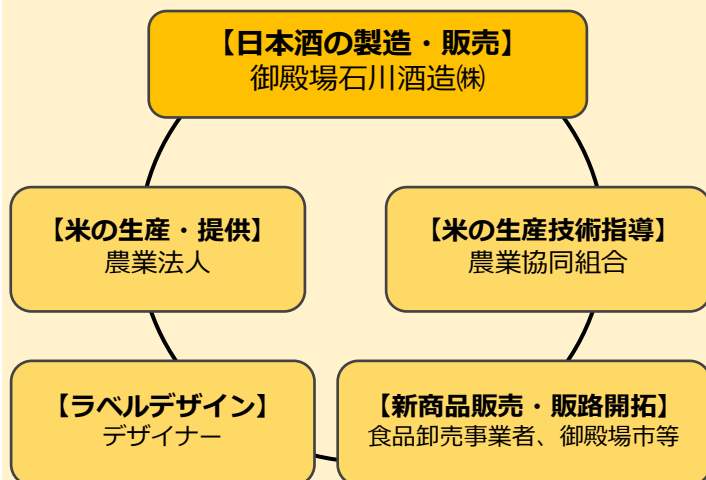 【日本酒の製造・販売】
御殿場石川酒造㈱
【米の生産・提供】
農業法人
【米の生産技術指導】
農業協同組合
【ラベルデザイン】
デザイナー
【新商品販売・販路開拓】
食品卸売事業者、御殿場市等